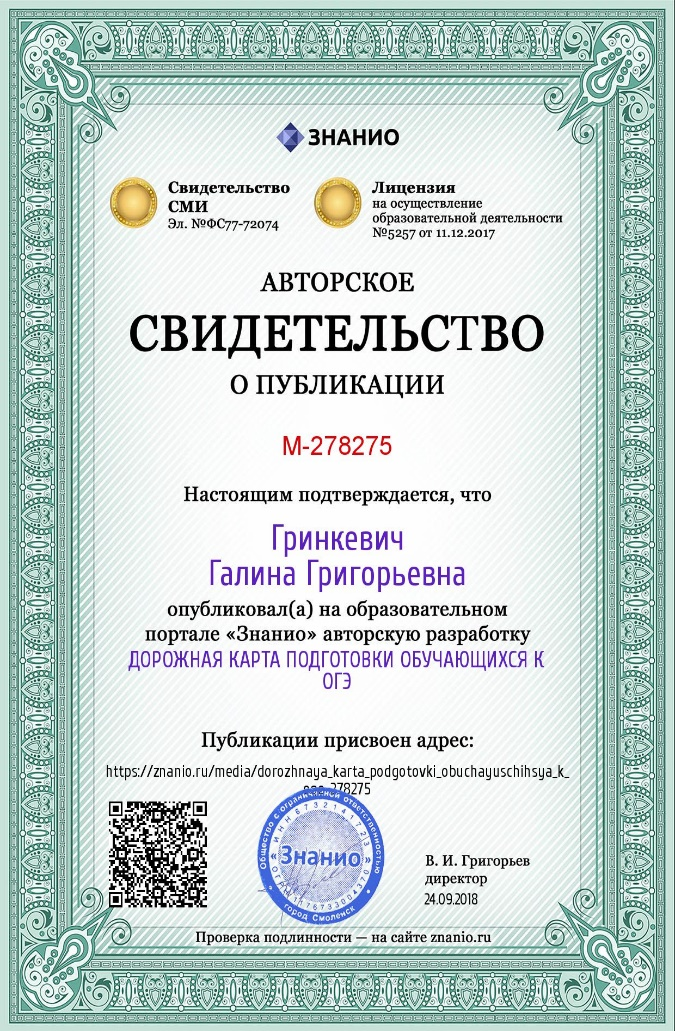 ЗНАНИО
Свидетельство
СМИ
Эл. №ФС77-72074
Лицензия
на осуществление
образовательной деятельности
№5257 от 11.12.2017
АВТОРСКОЕ
СВИДЕТЕЛЬСТВО
О ПУБЛИКАЦИИ
М-278275
Настоящим подтверждается, что
Гринкевич
Галина Григорьевна
опубликовал(а) на образовательном
портале «Знанио» авторскую разработку
ДОРОЖНАЯ КАРТА ПОДГОТОВКИ ОБУЧАЮЩИХСЯ К
ОГЭ
Публикации присвоен адрес:
https://znanio.ru/media/dorozhnaya_karta_podgotovki_obuchayuschihsya_k_
278275
Общество с ограниченной ответственностью
«Знанио»
город Смоленск
В. И. Григорьев
директор
24.09.2018
Проверка подлинности — на сайте znanio.ru